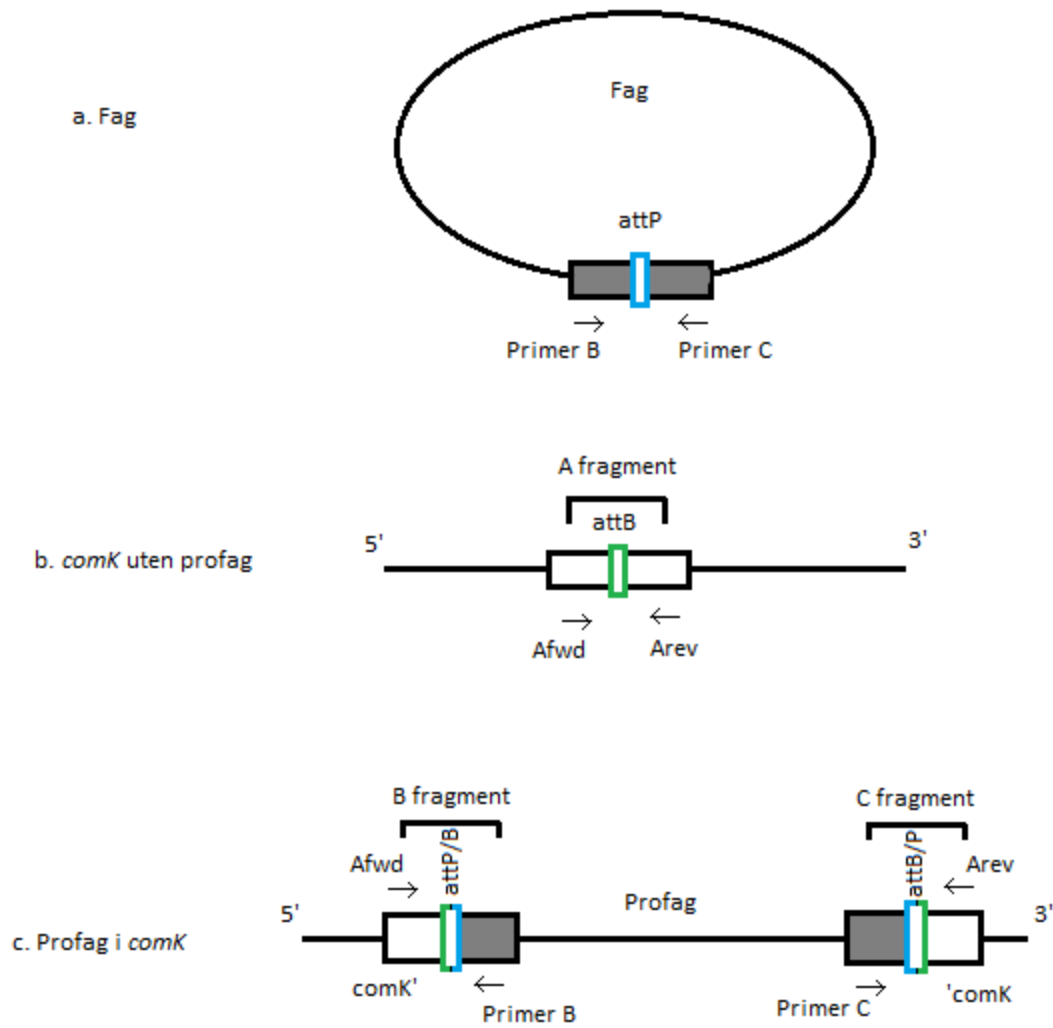 Fag
a. Fag
attP
Primer B Primer C
A fragment
attB
5' 3'
b. comK uten profag
Afwd Arev
B fragment C fragment
attP/B attB/P
Afwd Arev
Profag
5' 3'
c. Profag i comK
comK' Primer B Primer C 'comK